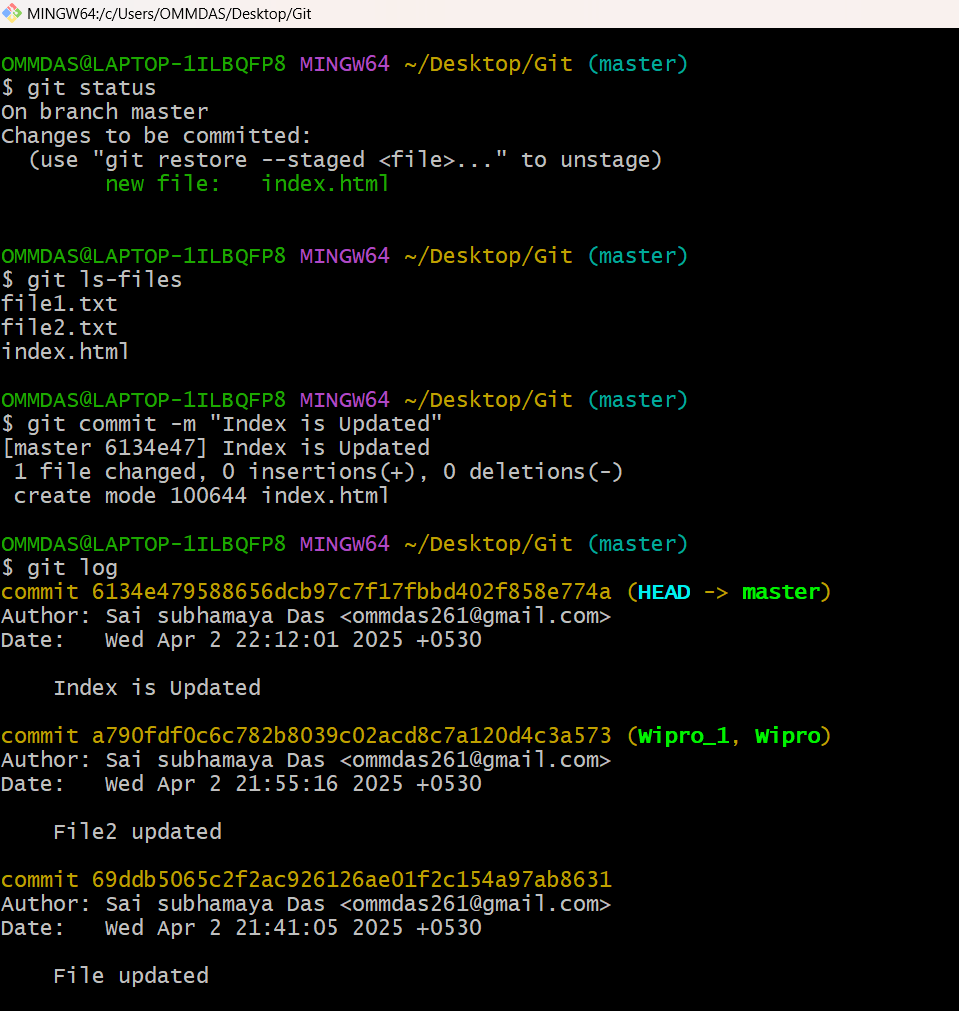 MINGW64:/c/Users/OMMDAS/Desktop/Git
OMMDAS@LAPTOP-1ILBQFP8 MINGW64 ~/Desktop/Git (master)
$ git status
On branch master
Changes to be committed:
  (use "git restore --staged <file>..." to unstage)
        new file:   index.html
OMMDAS@LAPTOP-1ILBQFP8 MINGW64 ~/Desktop/Git (master)
$ git ls-files
file1.txt
file2.txt
index.html
OMMDAS@LAPTOP-1ILBQFP8 MINGW64 ~/Desktop/Git (master)
$ git commit -m "Index is Updated"
[master 6134e47] Index is Updated
 1 file changed, 0 insertions(+), 0 deletions(-)
 create mode 100644 index.html
OMMDAS@LAPTOP-1ILBQFP8 MINGW64 ~/Desktop/Git (master)
$ git log
commit 6134e479588656dcb97c7f17fbbd402f858e774a (HEAD -> master)
Author: Sai subhamaya Das <ommdas261@gmail.com>
Date:   Wed Apr 2 22:12:01 2025 +0530
    Index is Updated
commit a790fdf0c6c782b8039c02acd8c7a120d4c3a573 (Wipro_1, Wipro)
Author: Sai subhamaya Das <ommdas261@gmail.com>
Date:   Wed Apr 2 21:55:16 2025 +0530
    File2 updated
commit 69ddb5065c2f2ac926126ae01f2c154a97ab8631
Author: Sai subhamaya Das <ommdas261@gmail.com>
Date:   Wed Apr 2 21:41:05 2025 +0530
    File updated